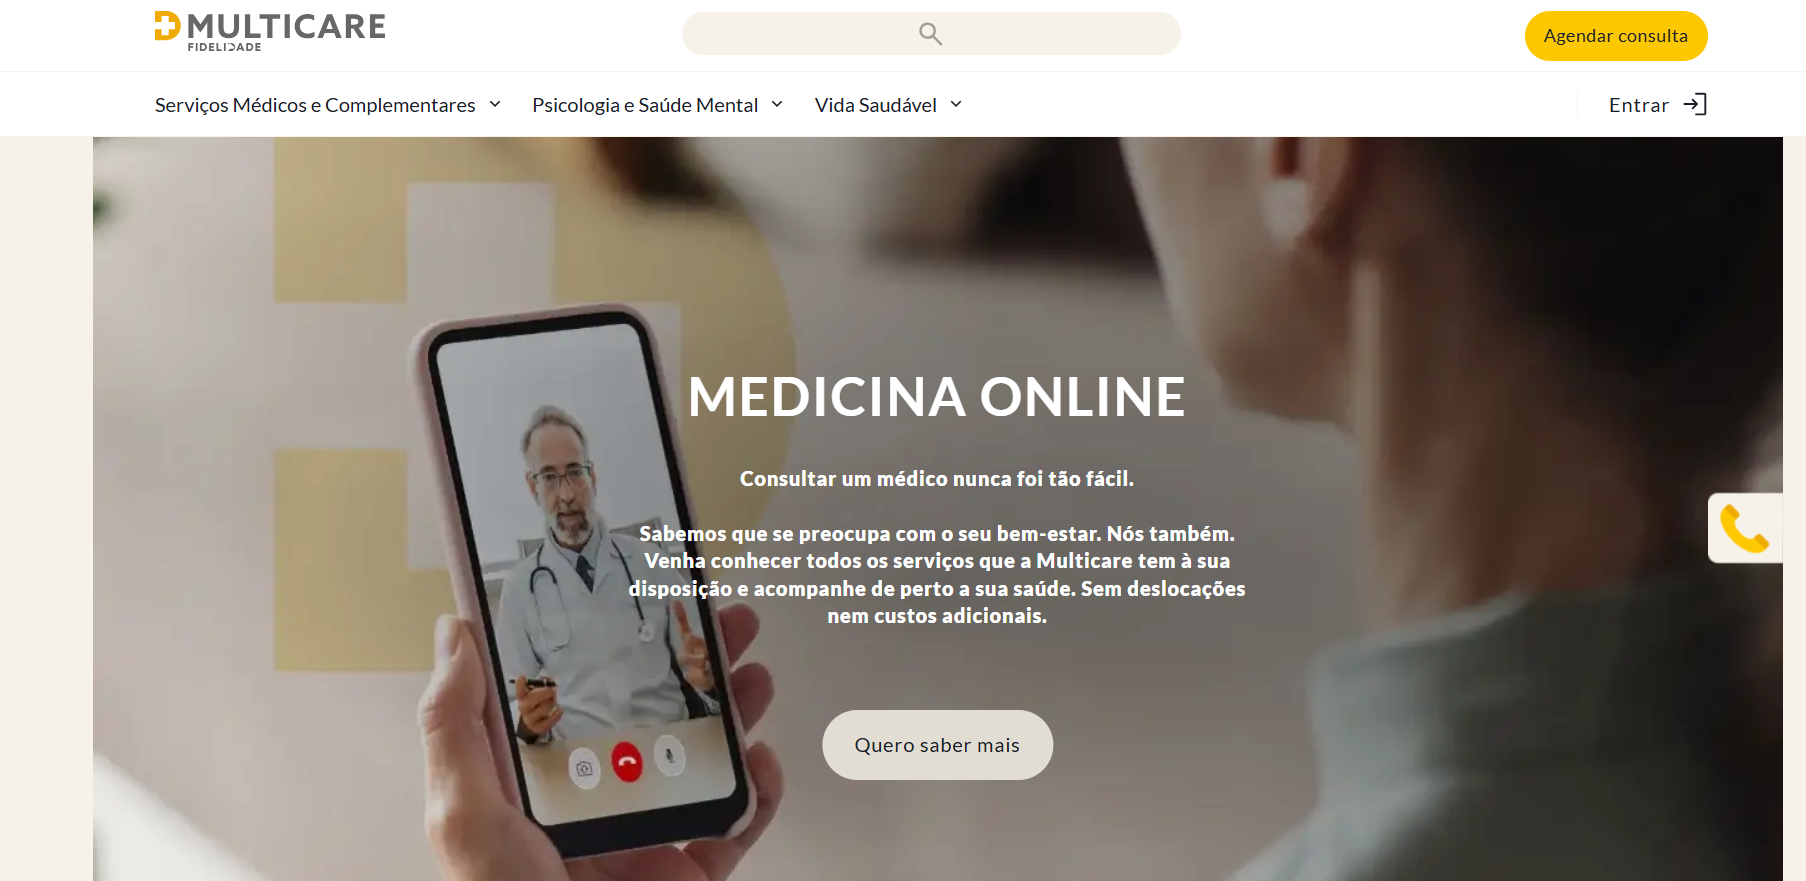 MULTICARE
FIDELIDADE
Agendar consulta
Serviços Médicos e Complementares
Psicologia e Saúde Mental
Vida Saudável
Entrar
MEDICINA ONLINE
Consultar um médico nunca foi tão fácil.
Sabemos que se preocupa com o seu bem-estar. Nós também.
Venha conhecer todos os serviços que a Multicare tem à sua
disposição e acompanhe de perto a sua saúde. Sem deslocações
nem custos adicionais.
Quero saber mais